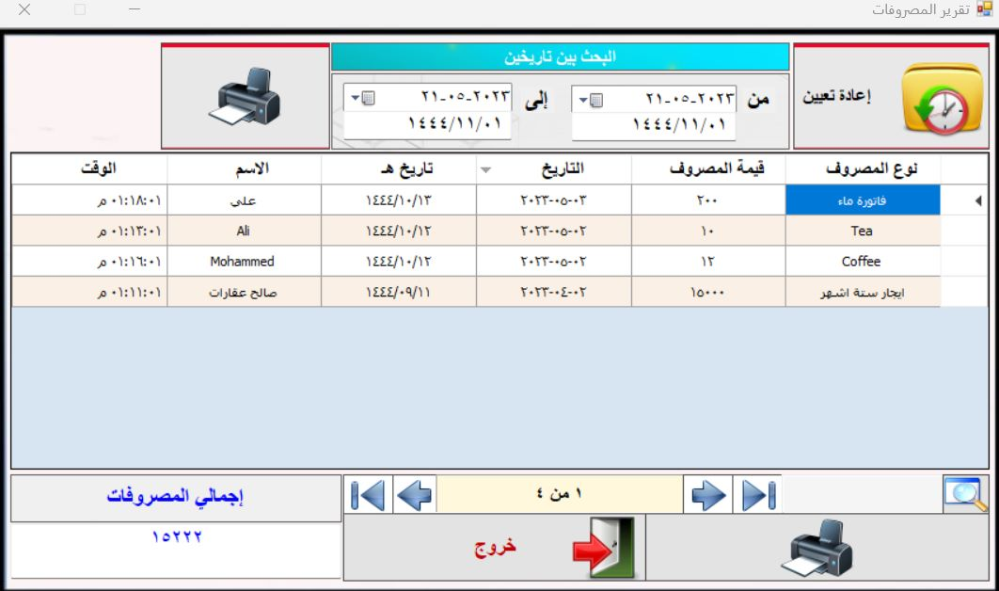 تقرير المصروفات
إعادة تعيين
البحث بين تاريخين
من ٢٠٢٣-٠٥-٢١ إلى ٢٠٢٣-٠٥-٢١
١٤٤٤/١١/٠١ ١٤٤٤/١١/٠١
نوع المصروف قيمة المصروف التاريخ تاريخ هـ الاسم الوقت
فاتورة ماء ٢٠٠ ٢٠٢٣-٠٥-٠٣ ١٤٤٤/١٠/١٣ علي ٠١:١٨:٠١ م
Tea ١٠ ٢٠٢٣-٠٥-٠٢ ١٤٤٤/١٠/١٢ Ali ٠١:١٣:٠١ م
Coffee ١٢ ٢٠٢٣-٠٥-٠٢ ١٤٤٤/١٠/١٢ Mohammed ٠١:١٦:٠١ م
ايجار ستة اشهر ١٥٠٠٠ ٢٠٢٣-٠٤-٠٢ ١٤٤٤/٠٩/١١ صالح عقارات ٠١:١١:٠١ م
١ من ٤
إجمالي المصروفات
١٥٢٢٢
خروج